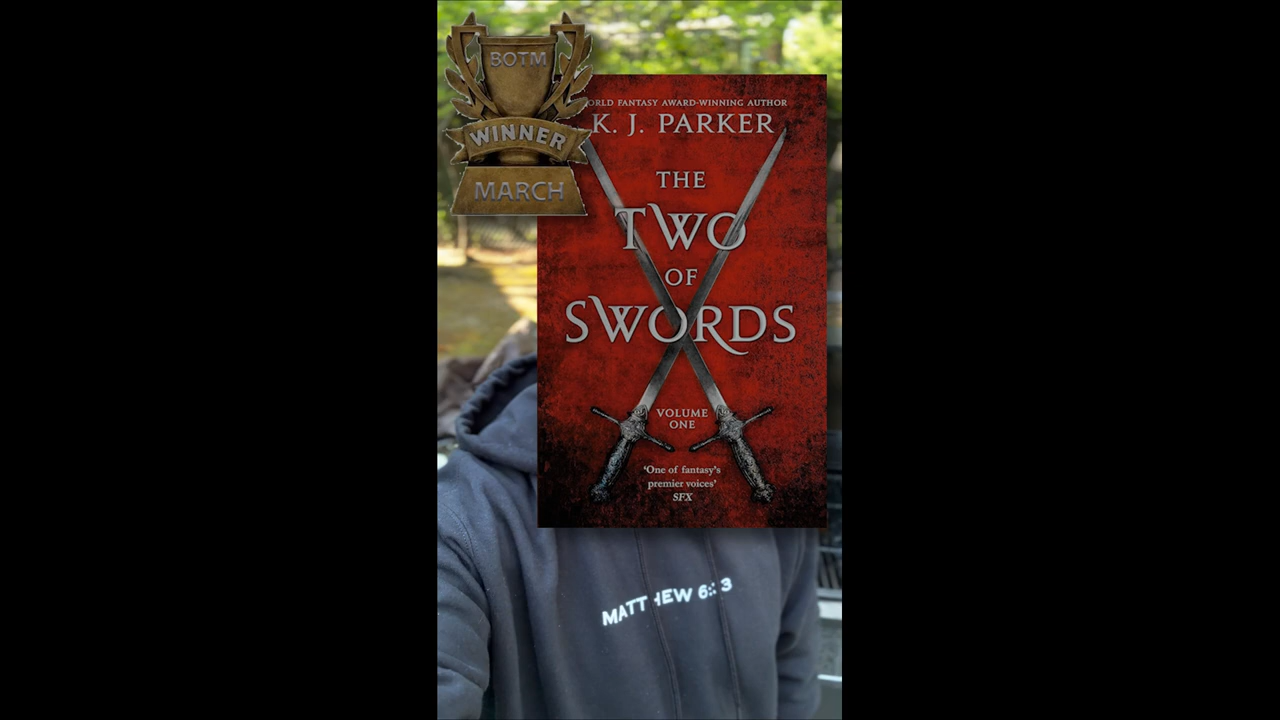 BOTM
WINNER
MARCH
ORLD FANTASY AWARD-WINNING AUTHOR
K. J. PARKER
THE
TWO
OF
SWORDS
VOLUME
ONE
‘One of fantasy’s
premier voices’
SFX
MATTHEW